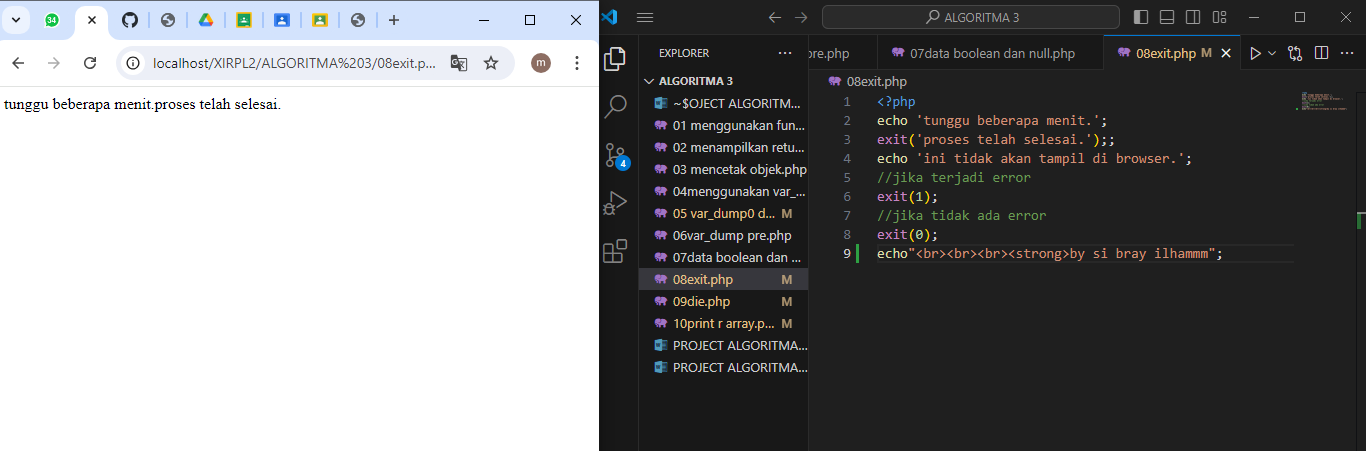 34
localhost/XIRPL2/ALGORITMA%203/08exit.p...
m
tunggu beberapa menit.proses telah selesai.
ALGORITMA 3
EXPLORER
ALGORITMA 3
~$OJECT ALGORITM...
01 menggunakan fun...
02 menampilkan retu...
03 mencetak objek.php
04menggunakan var_...
05 var_dump0 d... M
06var_dump pre.php
07data boolean dan ...
08exit.php M
09die.php M
10print r array.p... M
PROJECT ALGORITMA...
PROJECT ALGORITMA...
4
ore.php
07data boolean dan null.php
08exit.php M
08exit.php
1 <?php
2 echo 'tunggu beberapa menit.';
3 exit('proses telah selesai.');;
4 echo 'ini tidak akan tampil di browser.';
5 //jika terjadi error
6 exit(1);
7 //jika tidak ada error
8 exit(0);
9 echo"<br><br><br><strong>by si bray ilhammm";